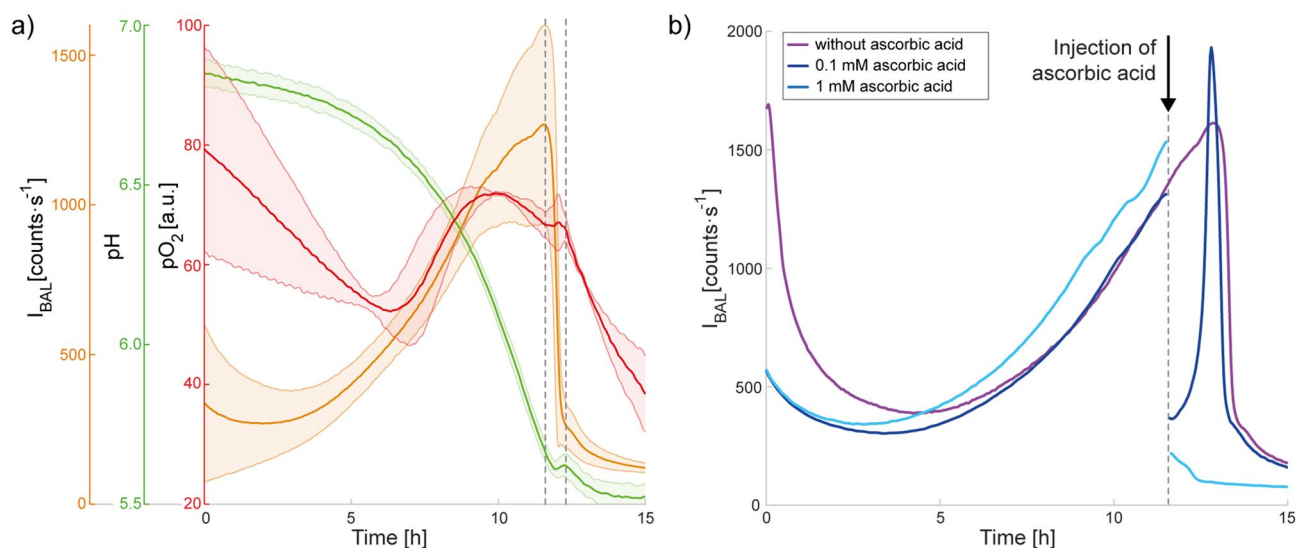 a)
I_BAL [counts·s⁻¹]
1500
1000
500
0
pH
7.0
6.5
6.0
5.5
pO₂ [a.u.]
100
80
60
40
20
0
5
10
15
Time [h]
b)
I_BAL [counts·s⁻¹]
2000
1500
1000
500
0
without ascorbic acid
0.1 mM ascorbic acid
1 mM ascorbic acid
Injection of
ascorbic acid
0
5
10
15
Time [h]